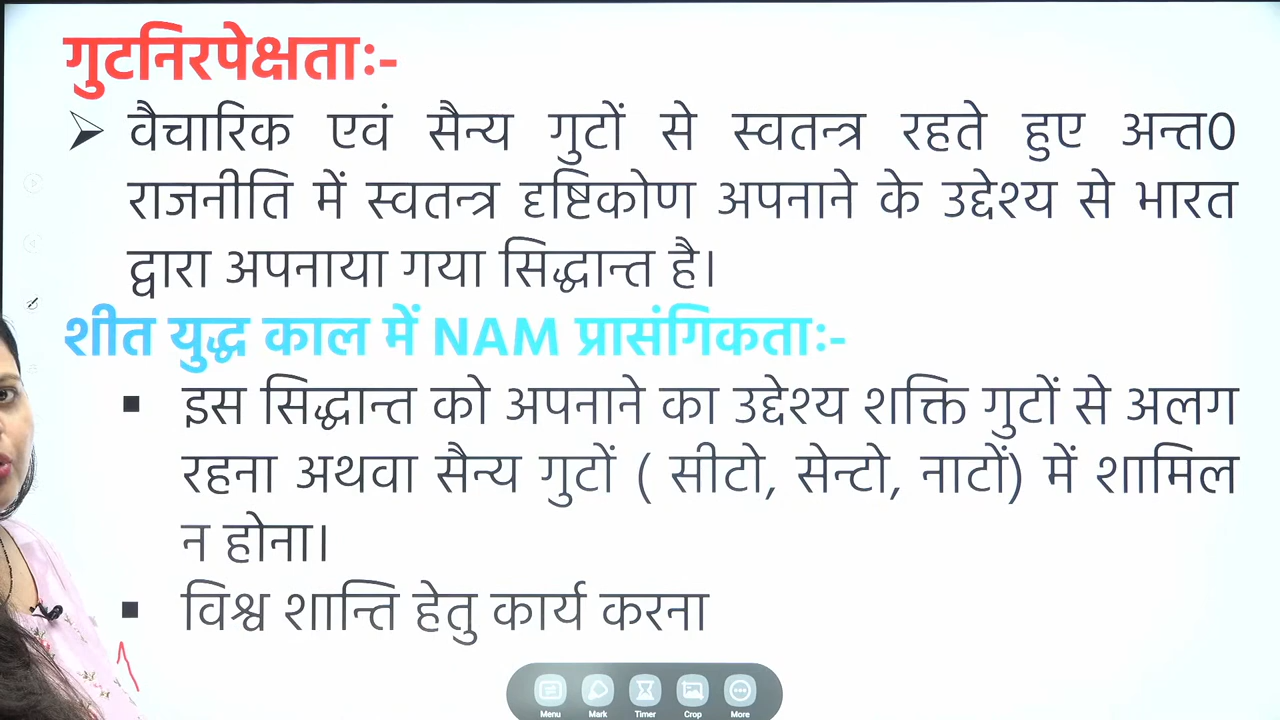 गुटनिरपेक्षताः-
➢ वैचारिक एवं सैन्य गुटों से स्वतन्त्र रहते हुए अन्त0
राजनीति में स्वतन्त्र दृष्टिकोण अपनाने के उद्देश्य से भारत
द्वारा अपनाया गया सिद्धान्त है।
शीत युद्ध काल में NAM प्रासंगिकताः-
▪ इस सिद्धान्त को अपनाने का उद्देश्य शक्ति गुटों से अलग
रहना अथवा सैन्य गुटों ( सीटो, सेन्टो, नाटों) में शामिल
न होना।
▪ विश्व शान्ति हेतु कार्य करना
Menu Mark Timer Crop More